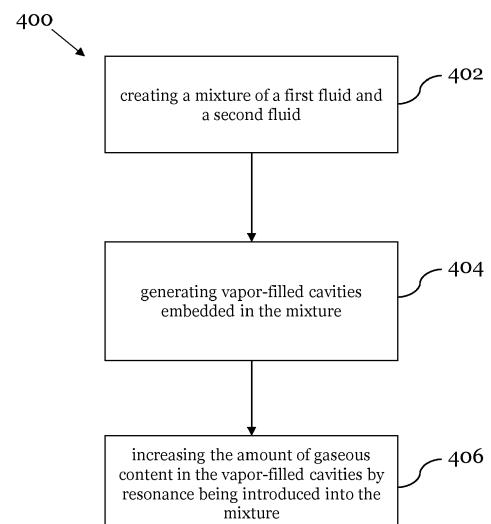 400
402
creating a mixture of a first fluid and
a second fluid
404
generating vapor-filled cavities
embedded in the mixture
406
increasing the amount of gaseous
content in the vapor-filled cavities by
resonance being introduced into the
mixture